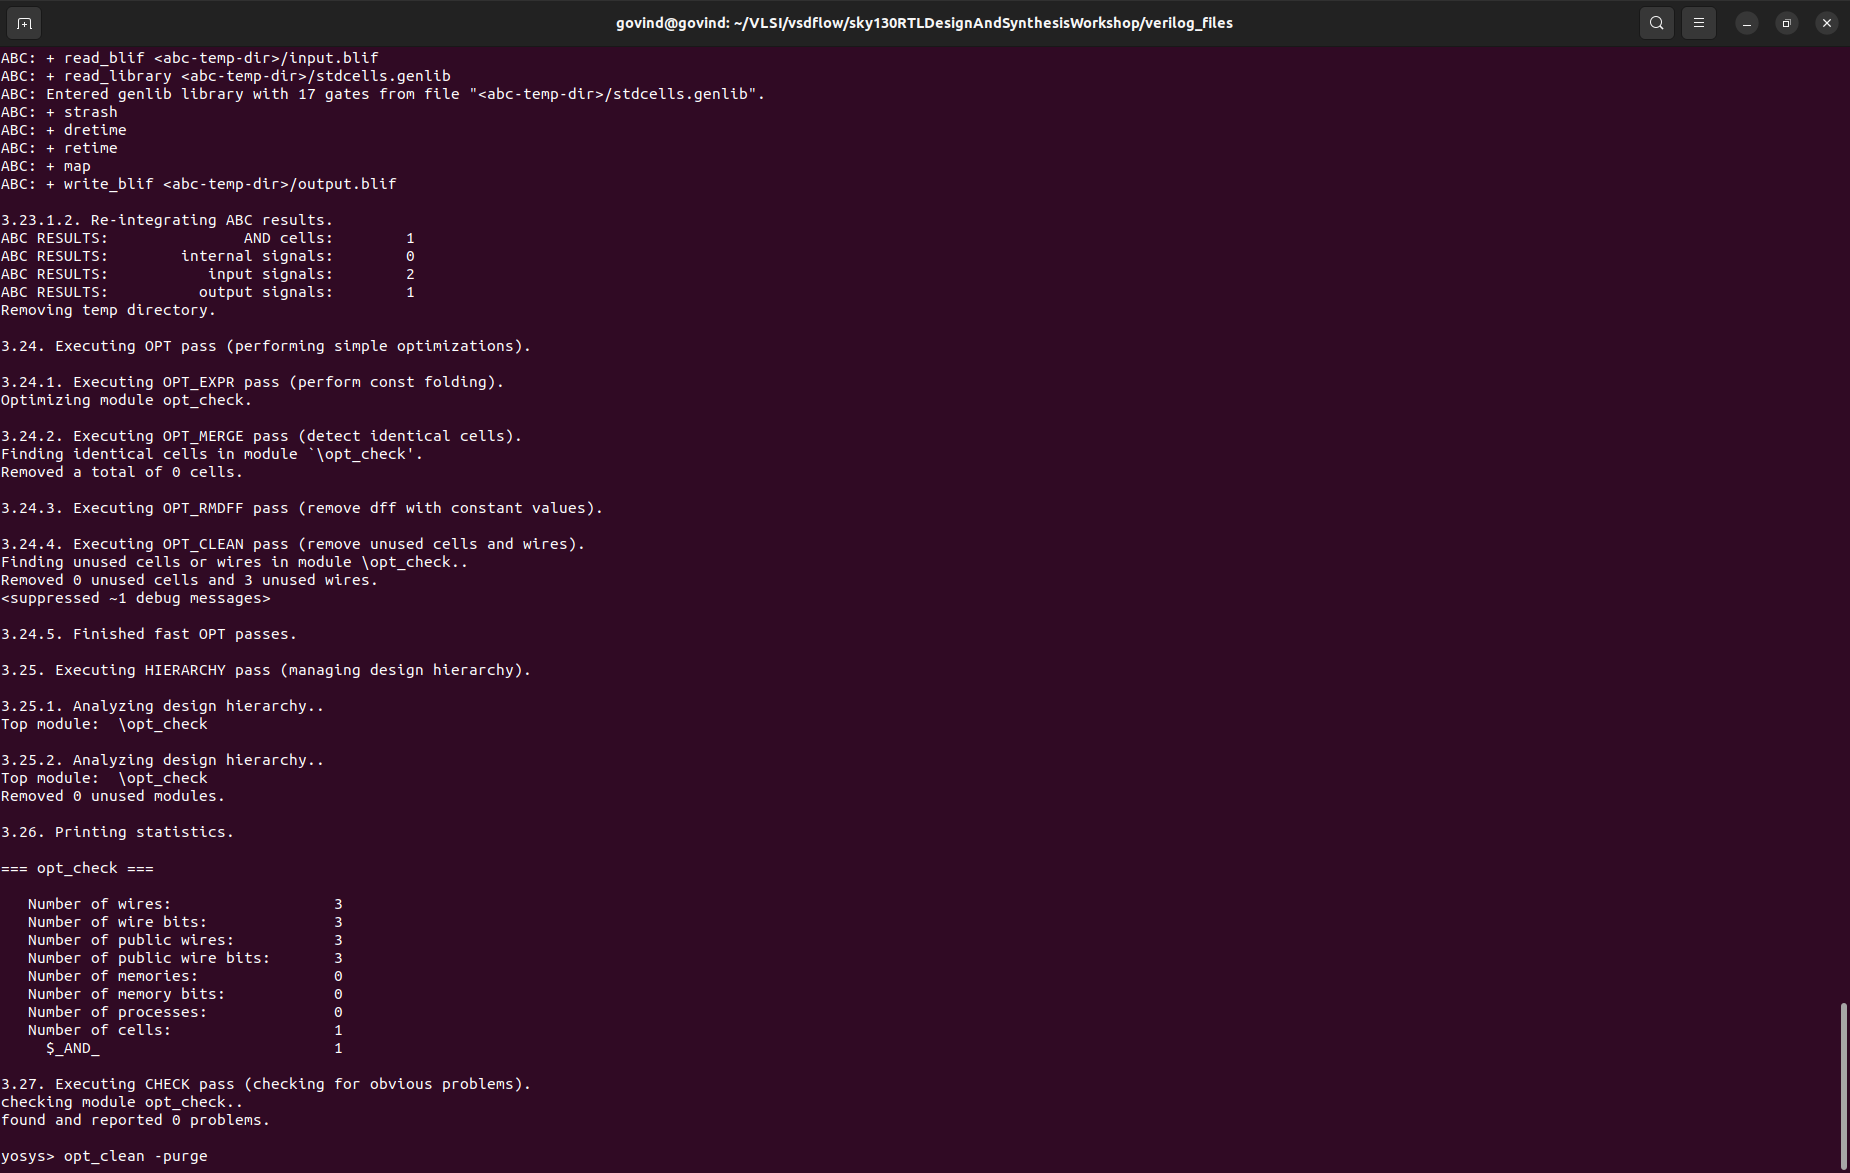 govind@govind: ~/VLSI/vsdflow/sky130RTLDesignAndSynthesisWorkshop/verilog_files
ABC: + read_blif <abc-temp-dir>/input.blif
ABC: + read_library <abc-temp-dir>/stdcells.genlib
ABC: Entered genlib library with 17 gates from file "<abc-temp-dir>/stdcells.genlib".
ABC: + strash
ABC: + dretime
ABC: + retime
ABC: + map
ABC: + write_blif <abc-temp-dir>/output.blif
3.23.1.2. Re-integrating ABC results.
ABC RESULTS:               AND cells:        1
ABC RESULTS:        internal signals:        0
ABC RESULTS:           input signals:        2
ABC RESULTS:          output signals:        1
Removing temp directory.
3.24. Executing OPT pass (performing simple optimizations).
3.24.1. Executing OPT_EXPR pass (perform const folding).
Optimizing module opt_check.
3.24.2. Executing OPT_MERGE pass (detect identical cells).
Finding identical cells in module `\opt_check'.
Removed a total of 0 cells.
3.24.3. Executing OPT_RMDFF pass (remove dff with constant values).
3.24.4. Executing OPT_CLEAN pass (remove unused cells and wires).
Finding unused cells or wires in module \opt_check..
Removed 0 unused cells and 3 unused wires.
<suppressed ~1 debug messages>
3.24.5. Finished fast OPT passes.
3.25. Executing HIERARCHY pass (managing design hierarchy).
3.25.1. Analyzing design hierarchy..
Top module:  \opt_check
3.25.2. Analyzing design hierarchy..
Top module:  \opt_check
Removed 0 unused modules.
3.26. Printing statistics.
=== opt_check ===
Number of wires:                  3
Number of wire bits:              3
Number of public wires:           3
Number of public wire bits:       3
Number of memories:               0
Number of memory bits:            0
Number of processes:              0
Number of cells:                  1
$_AND_                          1
3.27. Executing CHECK pass (checking for obvious problems).
checking module opt_check..
found and reported 0 problems.
yosys> opt_clean -purge